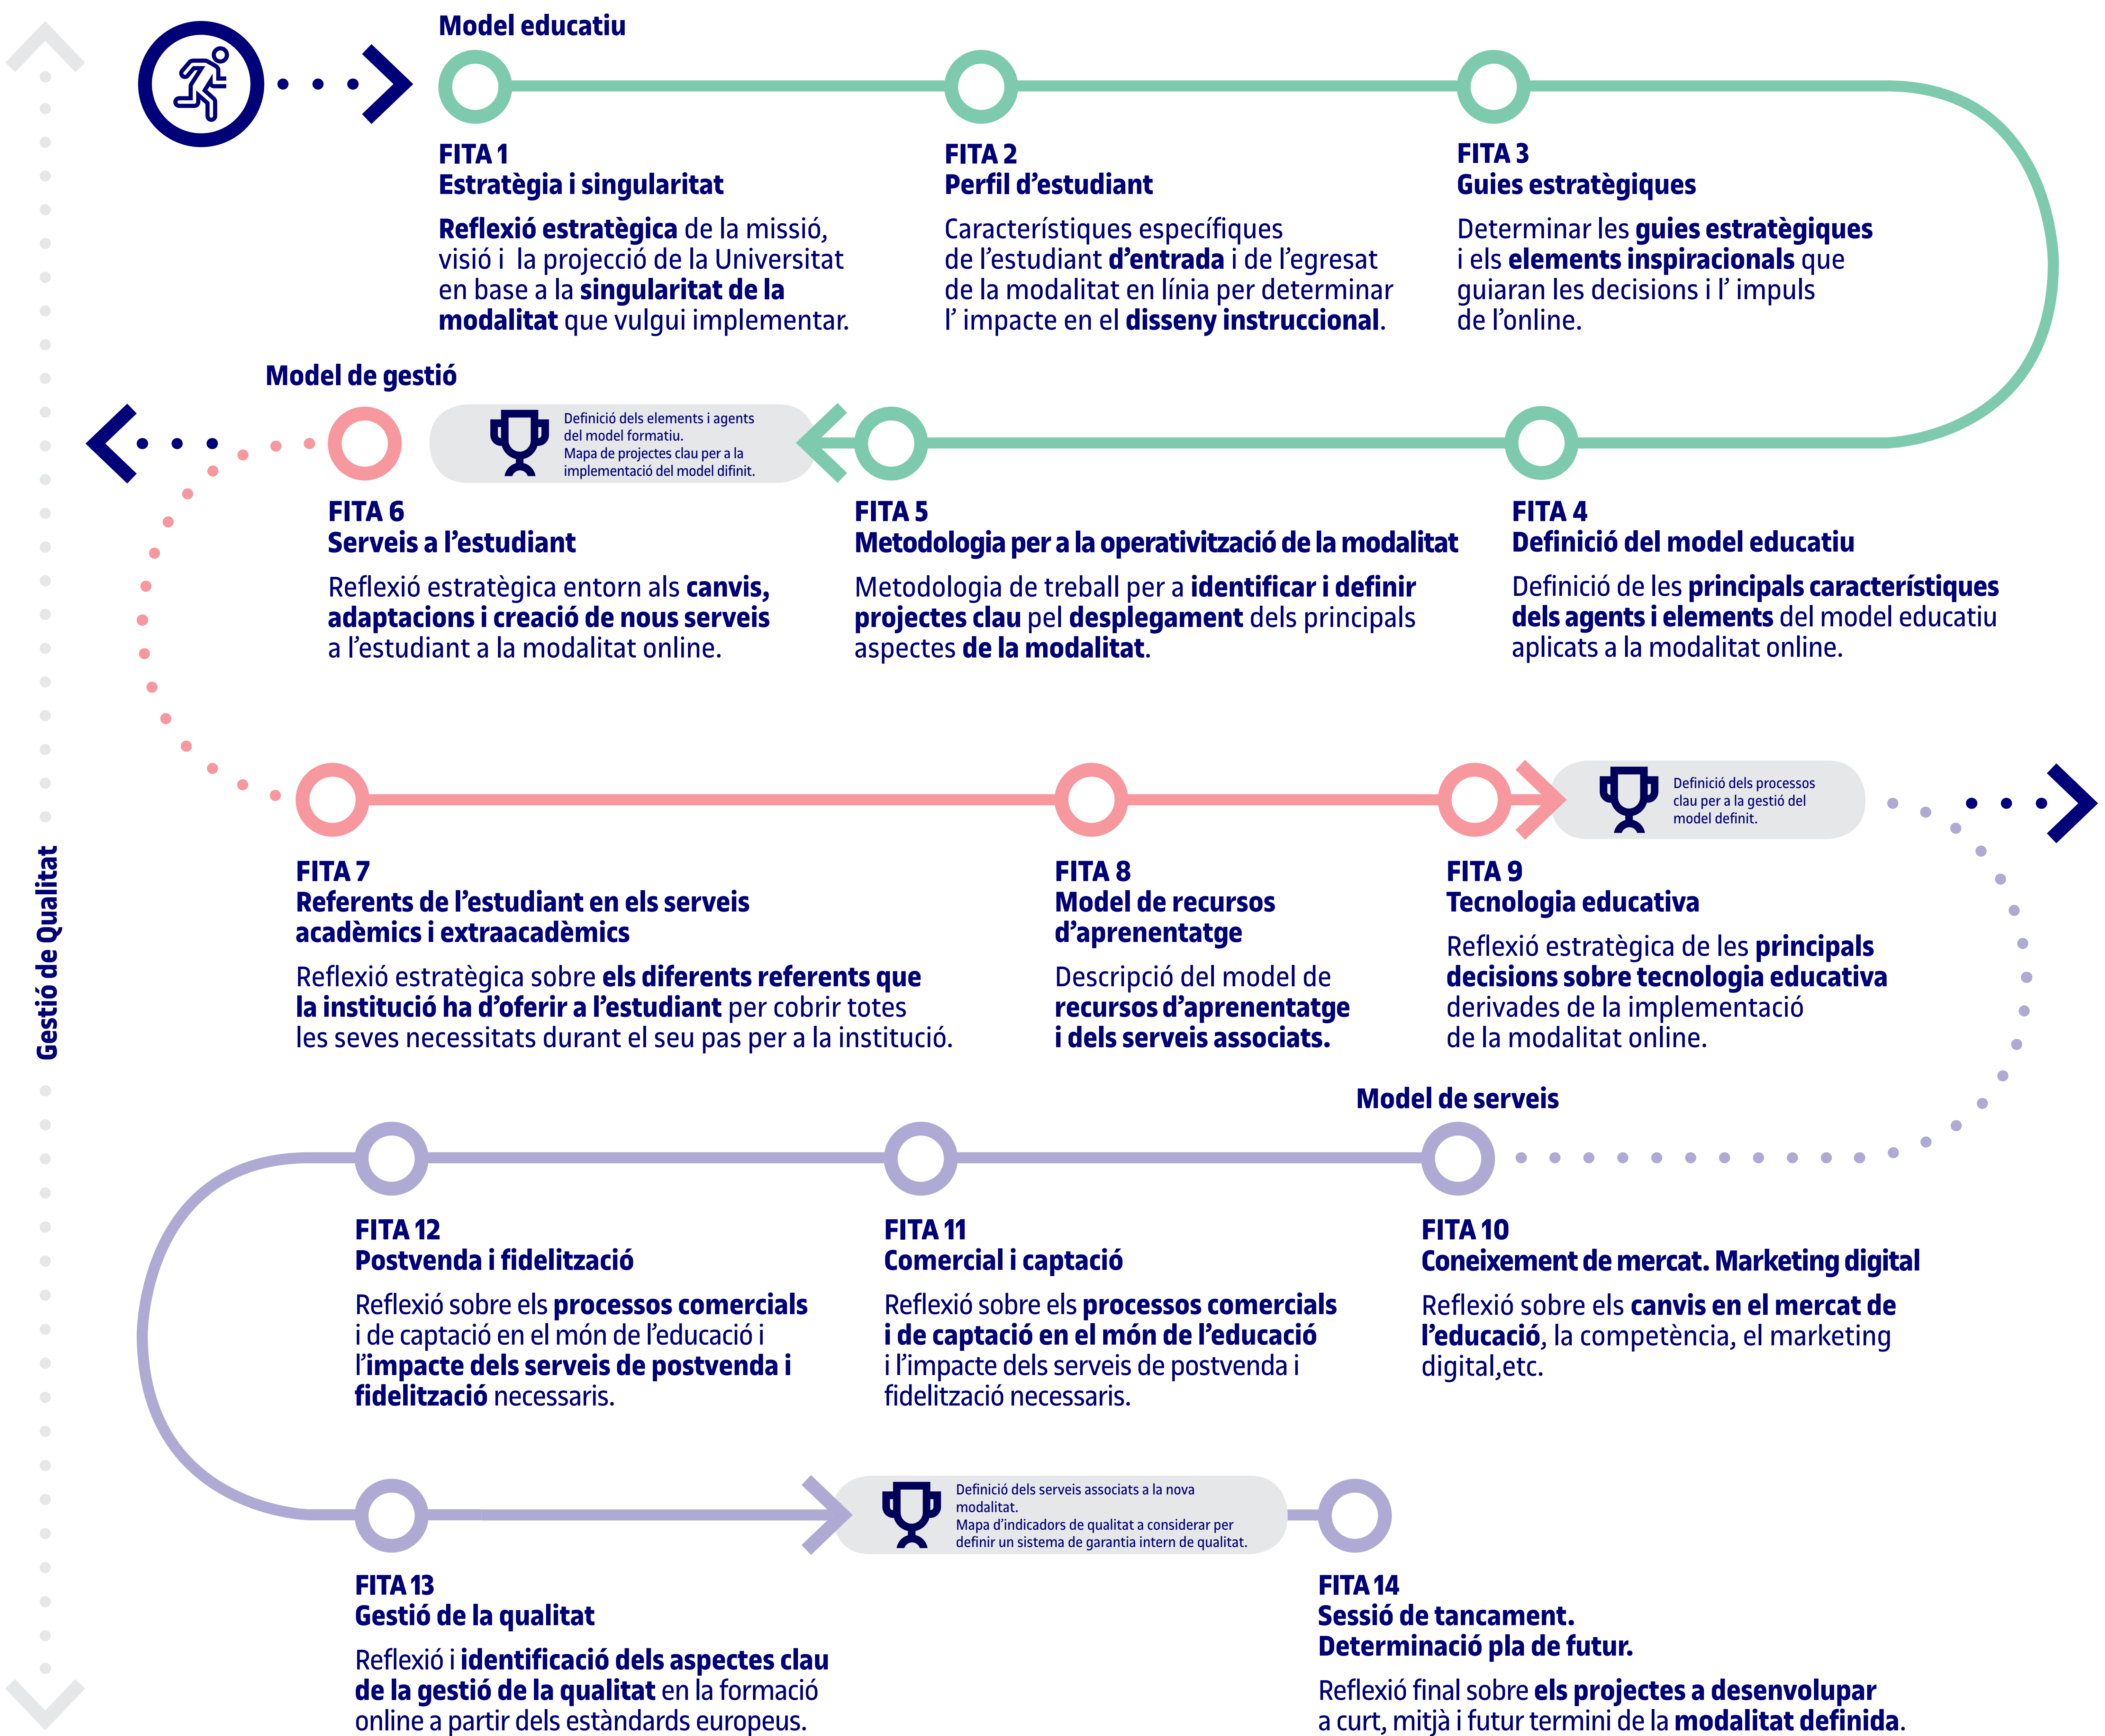 Model educatiu
FITA 1
Estratègia i singularitat
Reflexió estratègica de la missió,
visió i la projecció de la Universitat
en base a la singularitat de la
modalitat que vulgui implementar.
FITA 2
Perfil d’estudiant
Característiques específiques
de l’estudiant d’entrada i de l’egresat
de la modalitat en línia per determinar
l’ impacte en el disseny instruccional.
FITA 3
Guies estratègiques
Determinar les guies estratègiques
i els elements inspiracionals que
guiaran les decisions i l’ impuls
de l’online.
FITA 4
Definició del model educatiu
Definició de les principals característiques
dels agents i elements del model educatiu
aplicats a la modalitat online.
FITA 5
Metodologia per a la operativització de la modalitat
Metodologia de treball per a identificar i definir
projectes clau pel desplegament dels principals
aspectes de la modalitat.
Definició dels elements i agents
del model formatiu.
Mapa de projectes clau per a la
implementació del model difinit.
Model de gestió
FITA 6
Serveis a l’estudiant
Reflexió estratègica entorn als canvis,
adaptacions i creació de nous serveis
a l’estudiant a la modalitat online.
FITA 7
Referents de l’estudiant en els serveis
acadèmics i extraacadèmics
Reflexió estratègica sobre els diferents referents que
la institució ha d’oferir a l’estudiant per cobrir totes
les seves necessitats durant el seu pas per a la institució.
FITA 8
Model de recursos
d’aprenentatge
Descripció del model de
recursos d’aprenentatge
i dels serveis associats.
FITA 9
Tecnologia educativa
Reflexió estratègica de les principals
decisions sobre tecnologia educativa
derivades de la implementació
de la modalitat online.
Definició dels processos
clau per a la gestió del
model definit.
Gestió de Qualitat
Model de serveis
FITA 10
Coneixement de mercat. Marketing digital
Reflexió sobre els canvis en el mercat de
l’educació, la competència, el marketing
digital,etc.
FITA 11
Comercial i captació
Reflexió sobre els processos comercials
i de captació en el món de l’educació
i l’impacte dels serveis de postvenda i
fidelització necessaris.
FITA 12
Postvenda i fidelització
Reflexió sobre els processos comercials
i de captació en el món de l’educació i
l’impacte dels serveis de postvenda i
fidelització necessaris.
FITA 13
Gestió de la qualitat
Reflexió i identificació dels aspectes clau
de la gestió de la qualitat en la formació
online a partir dels estàndards europeus.
Definició dels serveis associats a la nova
modalitat.
Mapa d’indicadors de qualitat a considerar per
definir un sistema de garantia intern de qualitat.
FITA 14
Sessió de tancament.
Determinació pla de futur.
Reflexió final sobre els projectes a desenvolupar
a curt, mitjà i futur termini de la modalitat definida.